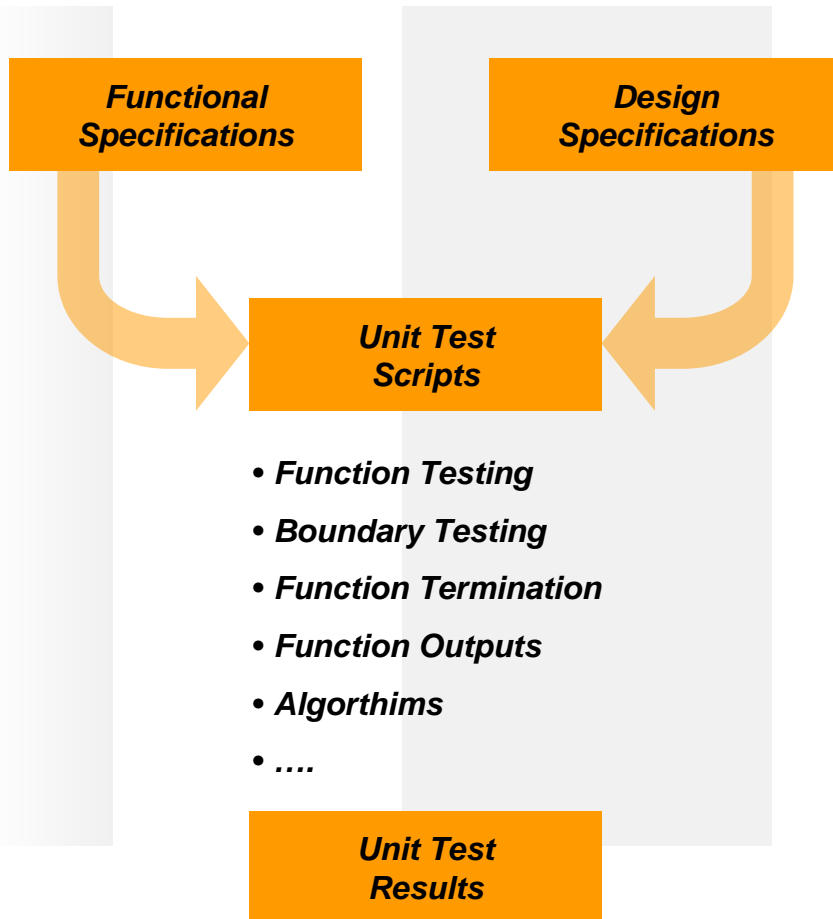 Functional
Specifications
Design
Specifications
Unit Test
Scripts
• Function Testing
• Boundary Testing
• Function Termination
• Function Outputs
• Algorthims
• ….
Unit Test
Results